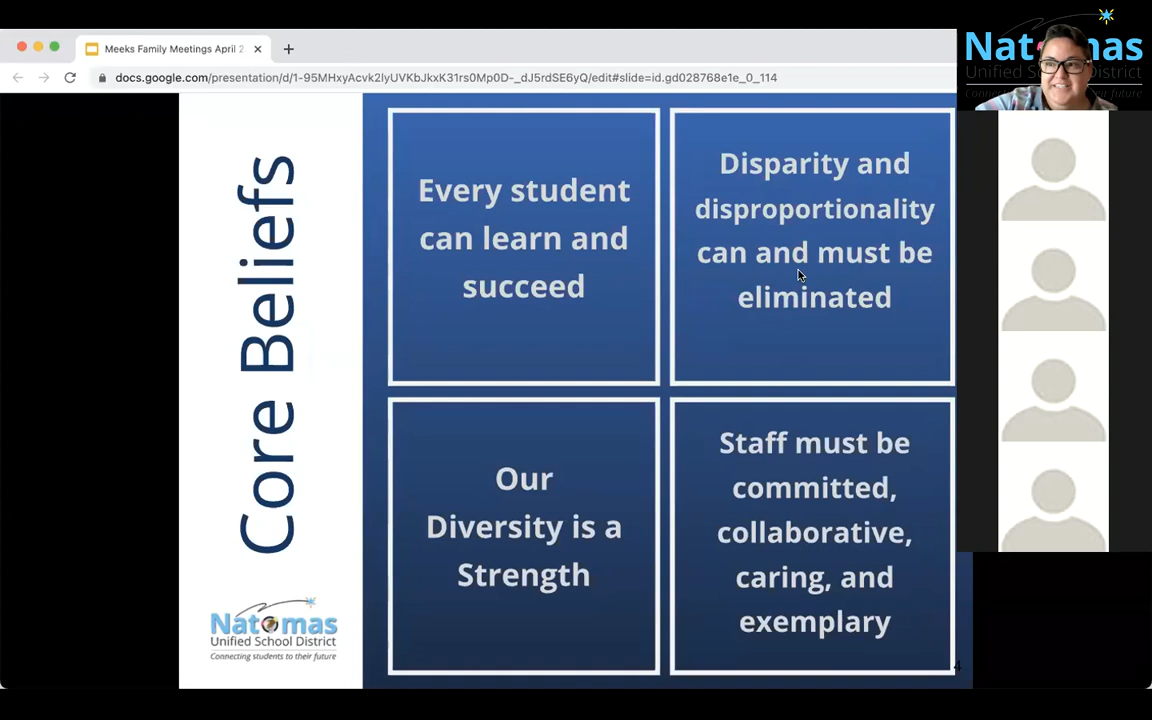 Meeks Family Meetings April 2
docs.google.com/presentation/d/1-95MHxyAcvk2lyUVKbJkxK31rs0Mp0D-_dJ5rdSE6yQ/edit#slide=id.gd028768e1e_0_114
Natomas
Unified School District
Core Beliefs
Every student
can learn and
succeed
Disparity and
disproportionality
can and must be
eliminated
Our
Diversity is a
Strength
Staff must be
committed,
collaborative,
caring, and
exemplary
Natomas
Unified School District
Connecting students to their future
4